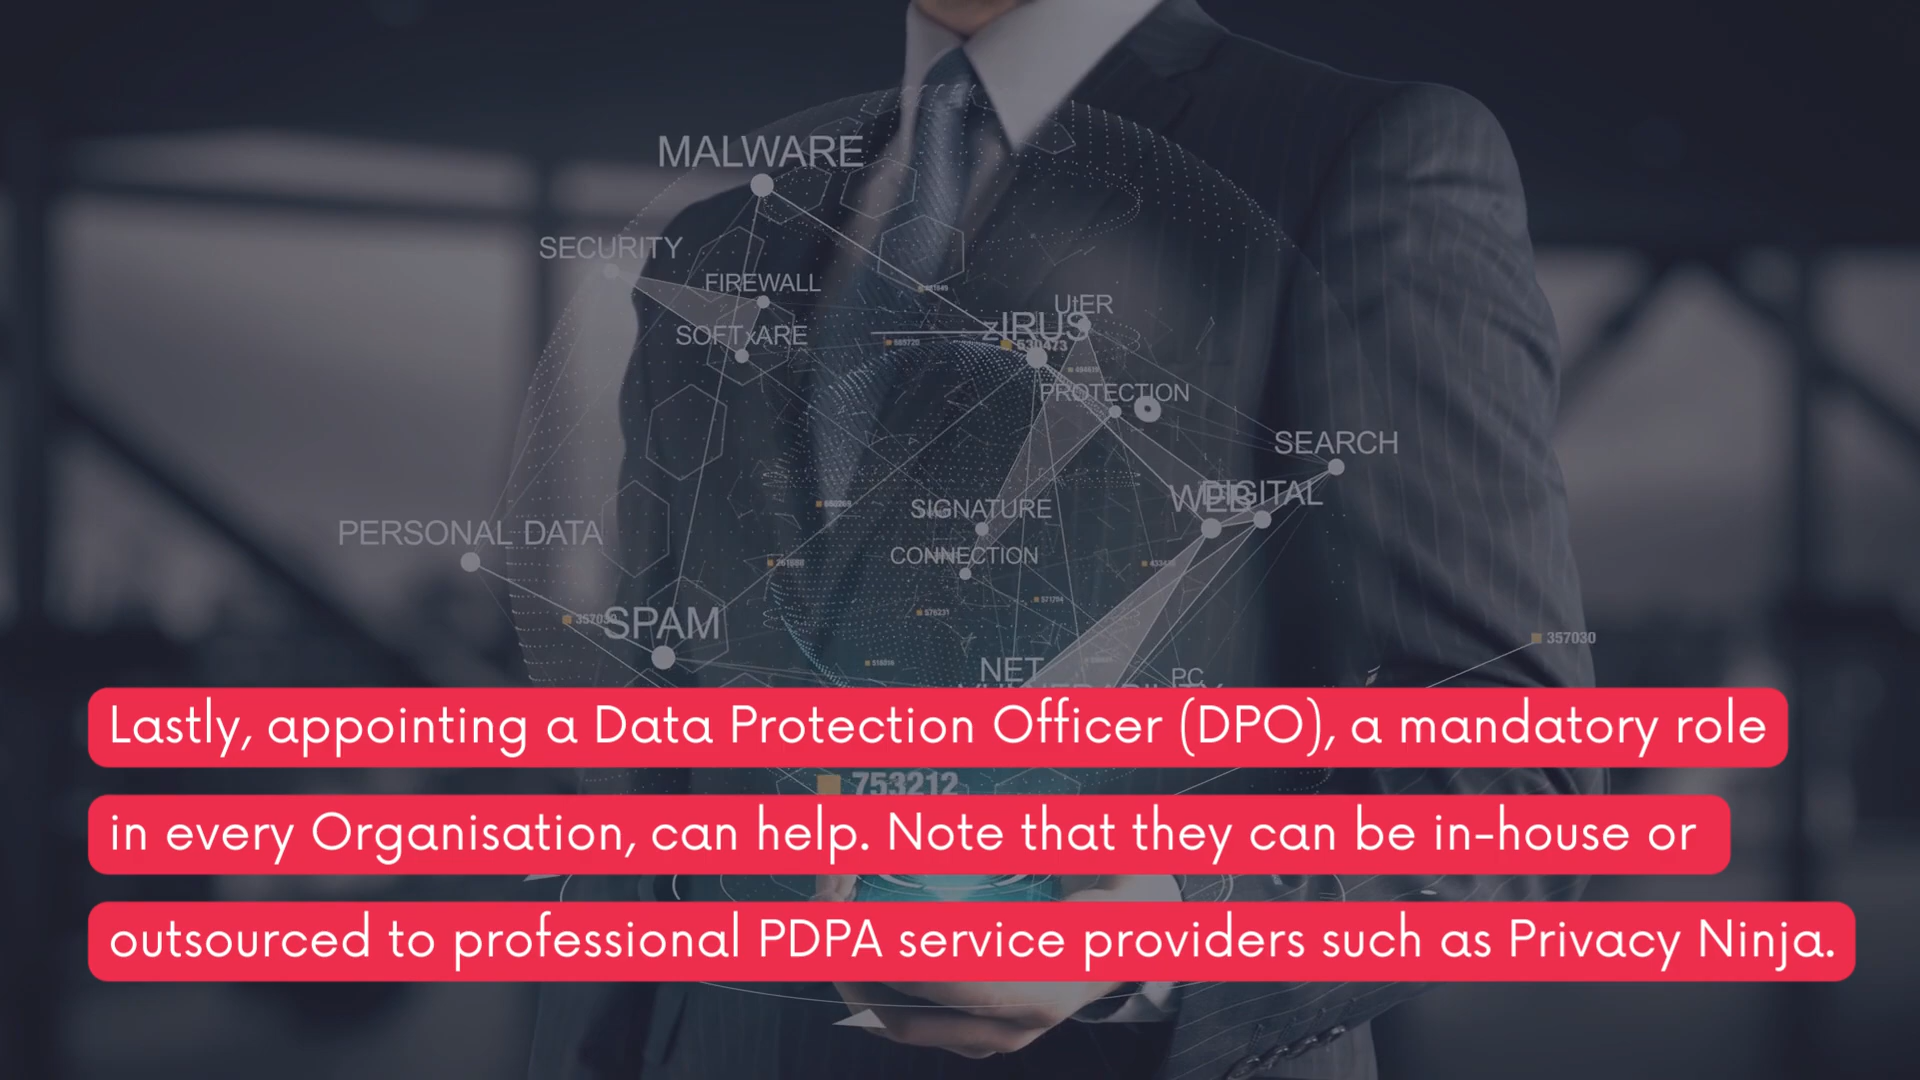 MALWARE
SECURITY
FIREWALL
UtER
SOFTxARE
zIRUS
530473
PROTECTION
SEARCH
DIGITAL
SIGNATURE
PERSONAL DATA
CONNECTION
SPAM
357030
NET
PC
Lastly, appointing a Data Protection Officer (DPO), a mandatory role
753212
in every Organisation, can help. Note that they can be in-house or
outsourced to professional PDPA service providers such as Privacy Ninja.